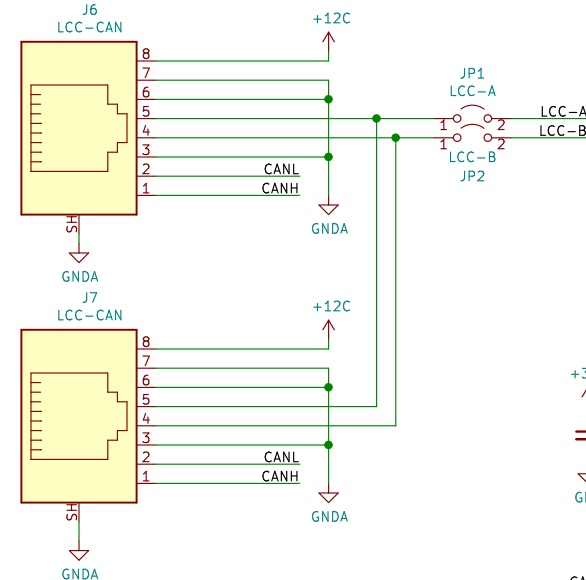 J6
LCC-CAN
+12C
8
7
6
5
4
3
2
CANL
1
CANH
SH
GNDA
GNDA
JP1
LCC-A
1
2
LCC-A
1
2
LCC-B
LCC-B
JP2
J7
LCC-CAN
+12C
8
7
6
5
4
3
2
CANL
1
CANH
SH
GNDA
GNDA